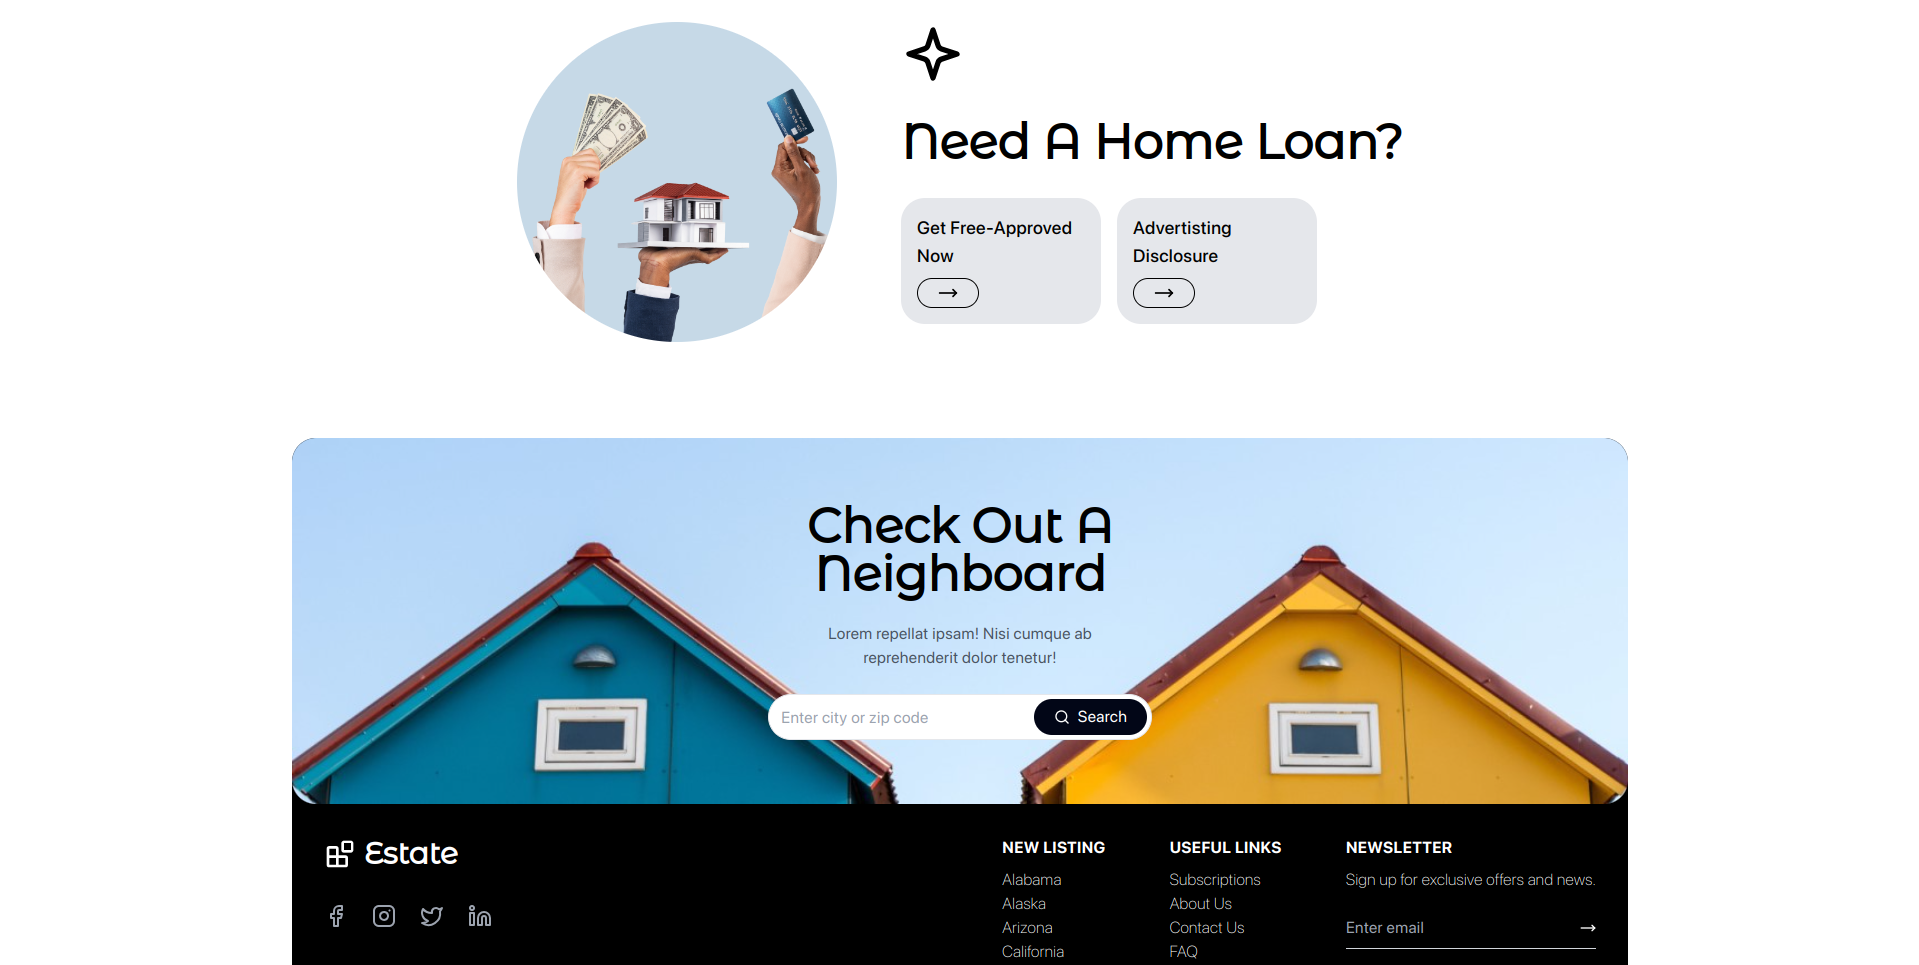 Need A Home Loan?
Get Free-Approved
Now
Advertisting
Disclosure
Check Out A
Neighboard
Lorem repellat ipsam! Nisi cumque ab
reprehenderit dolor tenetur!
Enter city or zip code
Search
Estate
NEW LISTING
Alabama
Alaska
Arizona
California
USEFUL LINKS
Subscriptions
About Us
Contact Us
FAQ
NEWSLETTER
Sign up for exclusive offers and news.
Enter email